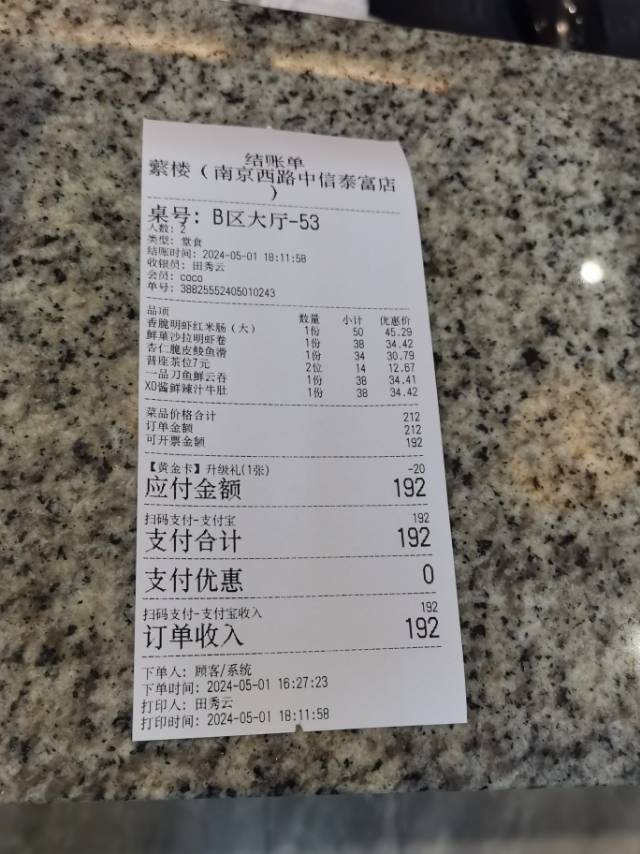 结账单
蘩楼（南京西路中信泰富店
）
桌号: B区大厅-53
人数: 2
类型: 堂食
结账时间: 2024-05-01 18:11:58
收银员: 田秀云
会员: coco
单号: 38825552405010243
品项 数量 小计 优惠价
香脆明虾红米肠（大） 1份 50 45.29
鲜菓沙拉明虾卷 1份 38 34.42
杏仁脆皮鲮鱼滑 1份 34 30.79
普座茶位7元 2位 14 12.67
一品刀鱼鲜云吞 1份 38 34.41
XO酱鲜辣汁牛肚 1份 38 34.42
菜品价格合计 212
订单金额 212
可开票金额 192
【黄金卡】升级礼(1张) -20
应付金额 192
扫码支付-支付宝 192
支付合计 192
支付优惠 0
扫码支付-支付宝收入 192
订单收入 192
下单人: 顾客/系统
下单时间: 2024-05-01 16:27:23
打印人: 田秀云
打印时间: 2024-05-01 18:11:58